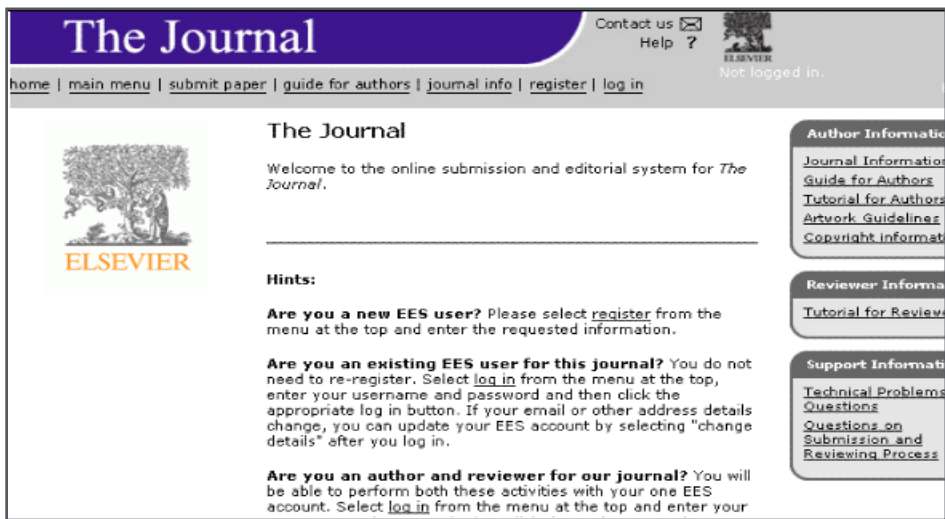 The Journal
Contact us
Help ?
ELSEVIER
Not logged in.
home | main menu | submit paper | guide for authors | journal info | register | log in
ELSEVIER
The Journal
Welcome to the online submission and editorial system for The
Journal.
Hints:
Are you a new EES user? Please select register from the
menu at the top and enter the requested information.
Are you an existing EES user for this journal? You do not
need to re-register. Select log in from the menu at the top,
enter your username and password and then click the
appropriate log in button. If your email or other address details
change, you can update your EES account by selecting "change
details" after you log in.
Are you an author and reviewer for our journal? You will
be able to perform both these activities with your one EES
account. Select log in from the menu at the top and enter your
Author Informatio
Journal Information
Guide for Authors
Tutorial for Authors
Artwork Guidelines
Copyright informat
Reviewer Informa
Tutorial for Reviewe
Support Informati
Technical Problems
Questions
Questions on
Submission and
Reviewing Process